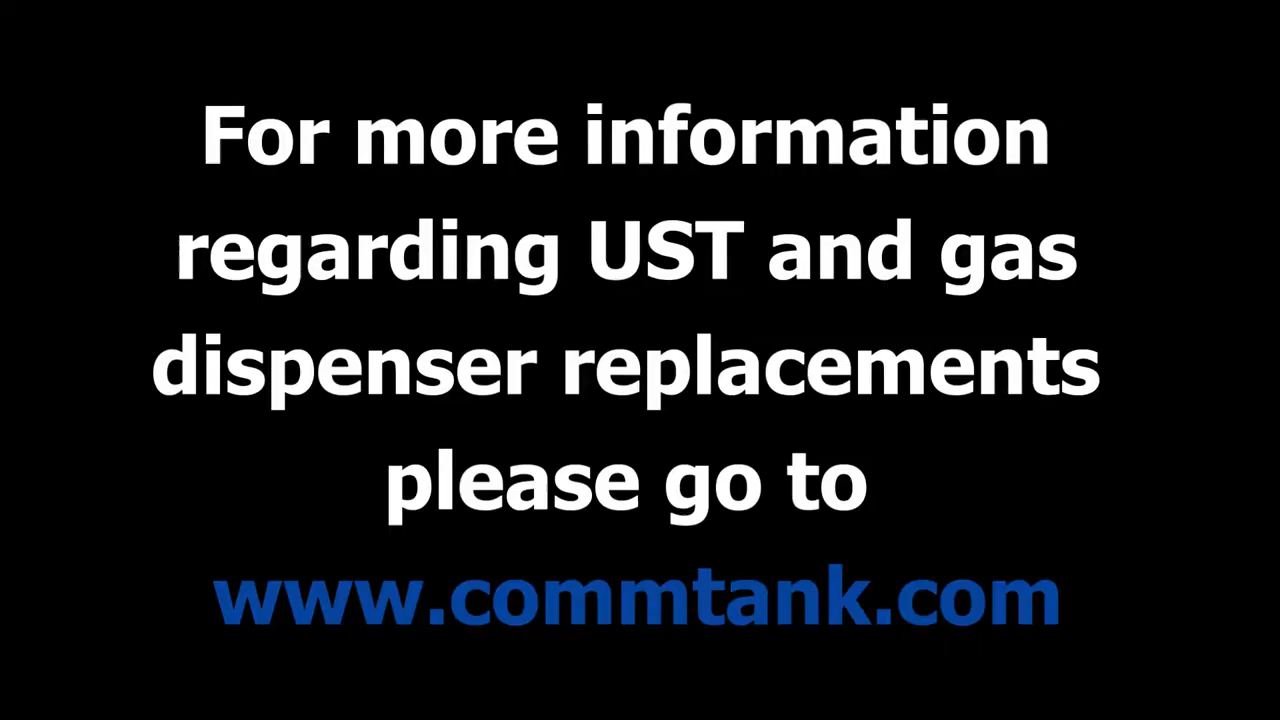 For more information
regarding UST and gas
dispenser replacements
please go to
www.commtank.com